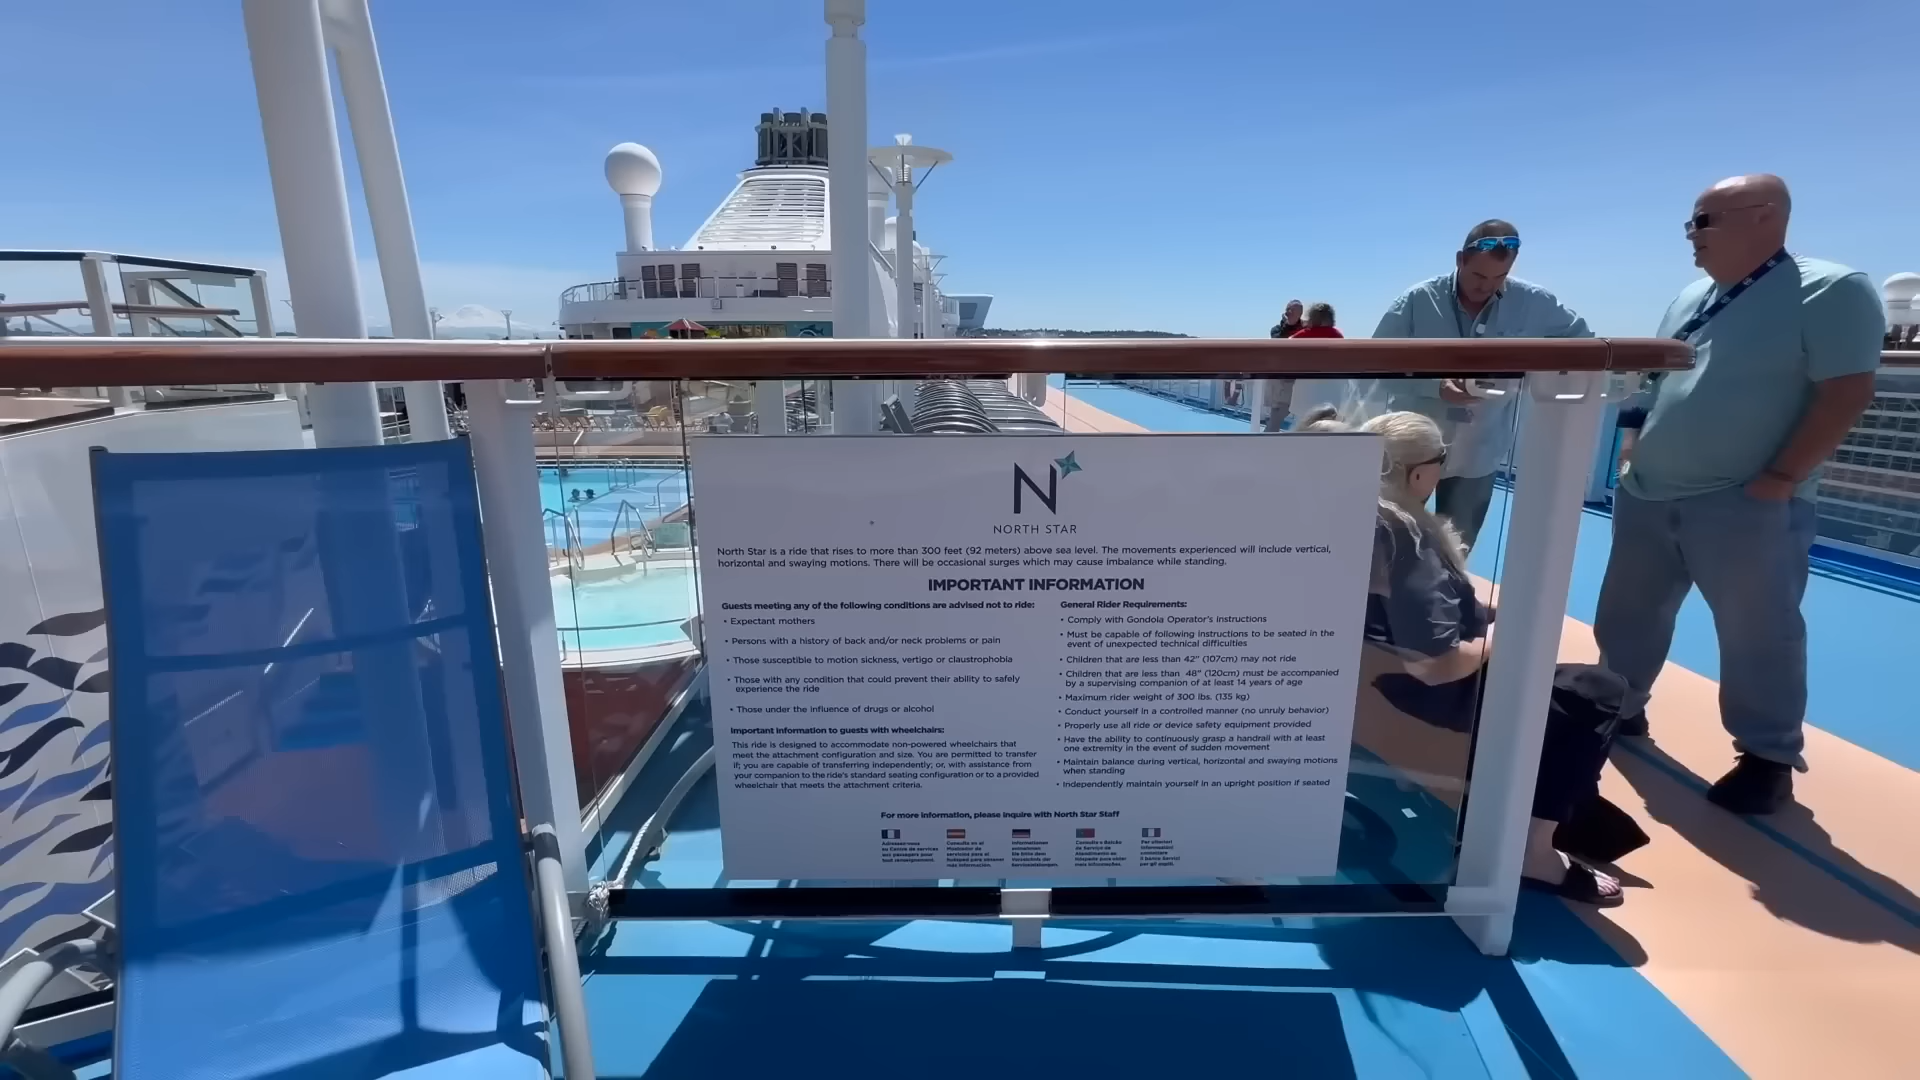 N
NORTH STAR
North Star is a ride that rises to more than 300 feet (92 meters) above sea level. The movements experienced will include vertical,
horizontal and swaying motions. There will be occasional surges which may cause imbalance while standing.
IMPORTANT INFORMATION
Guests meeting any of the following conditions are advised not to ride:
• Expectant mothers
• Persons with a history of back and/or neck problems or pain
• Those susceptible to motion sickness, vertigo or claustrophobia
• Those with any condition that could prevent their ability to safely
experience the ride
• Those under the influence of drugs or alcohol
Important information to guests with wheelchairs:
This ride is designed to accommodate non-powered wheelchairs that
meet the attachment configuration and size. You are permitted to transfer
if; you are capable of transferring independently; or, with assistance from
your companion to the ride's standard seating configuration or to a provided
wheelchair that meets the attachment criteria.
General Rider Requirements:
• Comply with Gondola Operator's Instructions
• Must be capable of following instructions to be seated in the
event of unexpected technical difficulties
• Children that are less than 42" (107cm) may not ride
• Children that are less than 48" (120cm) must be accompanied
by a supervising companion of at least 14 years of age
• Maximum rider weight of 300 lbs. (135 kg)
• Conduct yourself in a controlled manner (no unruly behavior)
• Properly use all ride or device safety equipment provided
• Have the ability to continuously grasp a handrail with at least
one extremity in the event of sudden movement
• Maintain balance during vertical, horizontal and swaying motions
when standing
• Independently maintain yourself in an upright position if seated
For more information, please inquire with North Star Staff